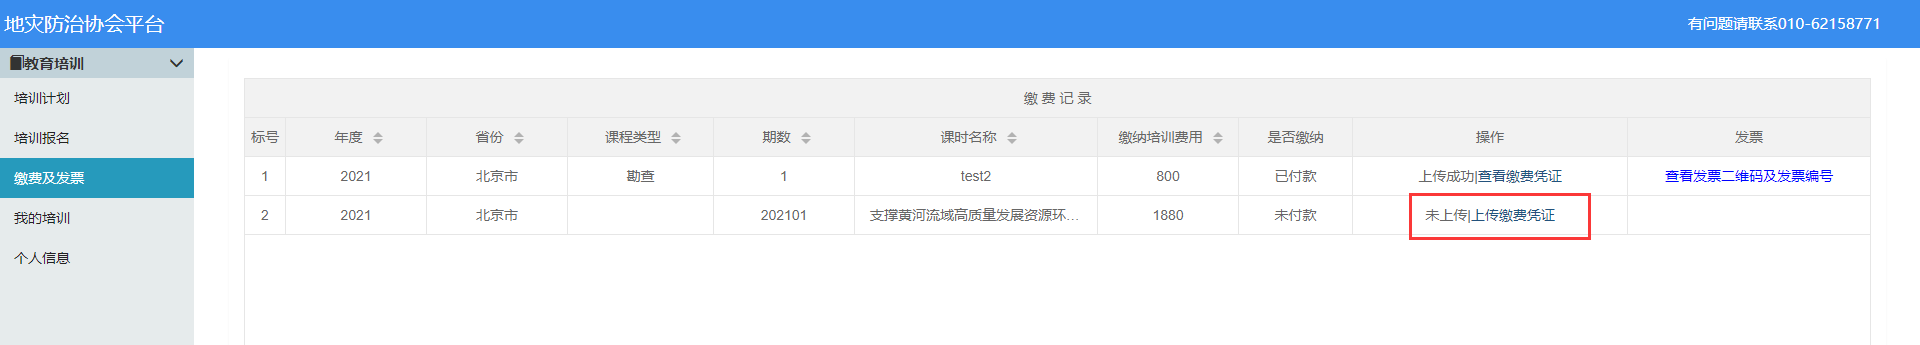 地灾防治协会平台
有问题请联系010-62158771
教育培训
培训计划
培训报名
缴费及发票
我的培训
个人信息
缴费记录
标号 年度 省份 课程类型 期数 课时名称 缴纳培训费用 是否缴纳 操作 发票
1 2021 北京市 勘查 1 test2 800 已付款 上传成功|查看缴费凭证 查看发票二维码及发票编号
2 2021 北京市 202101 支撑黄河流域高质量发展资源环... 1880 未付款 未上传|上传缴费凭证